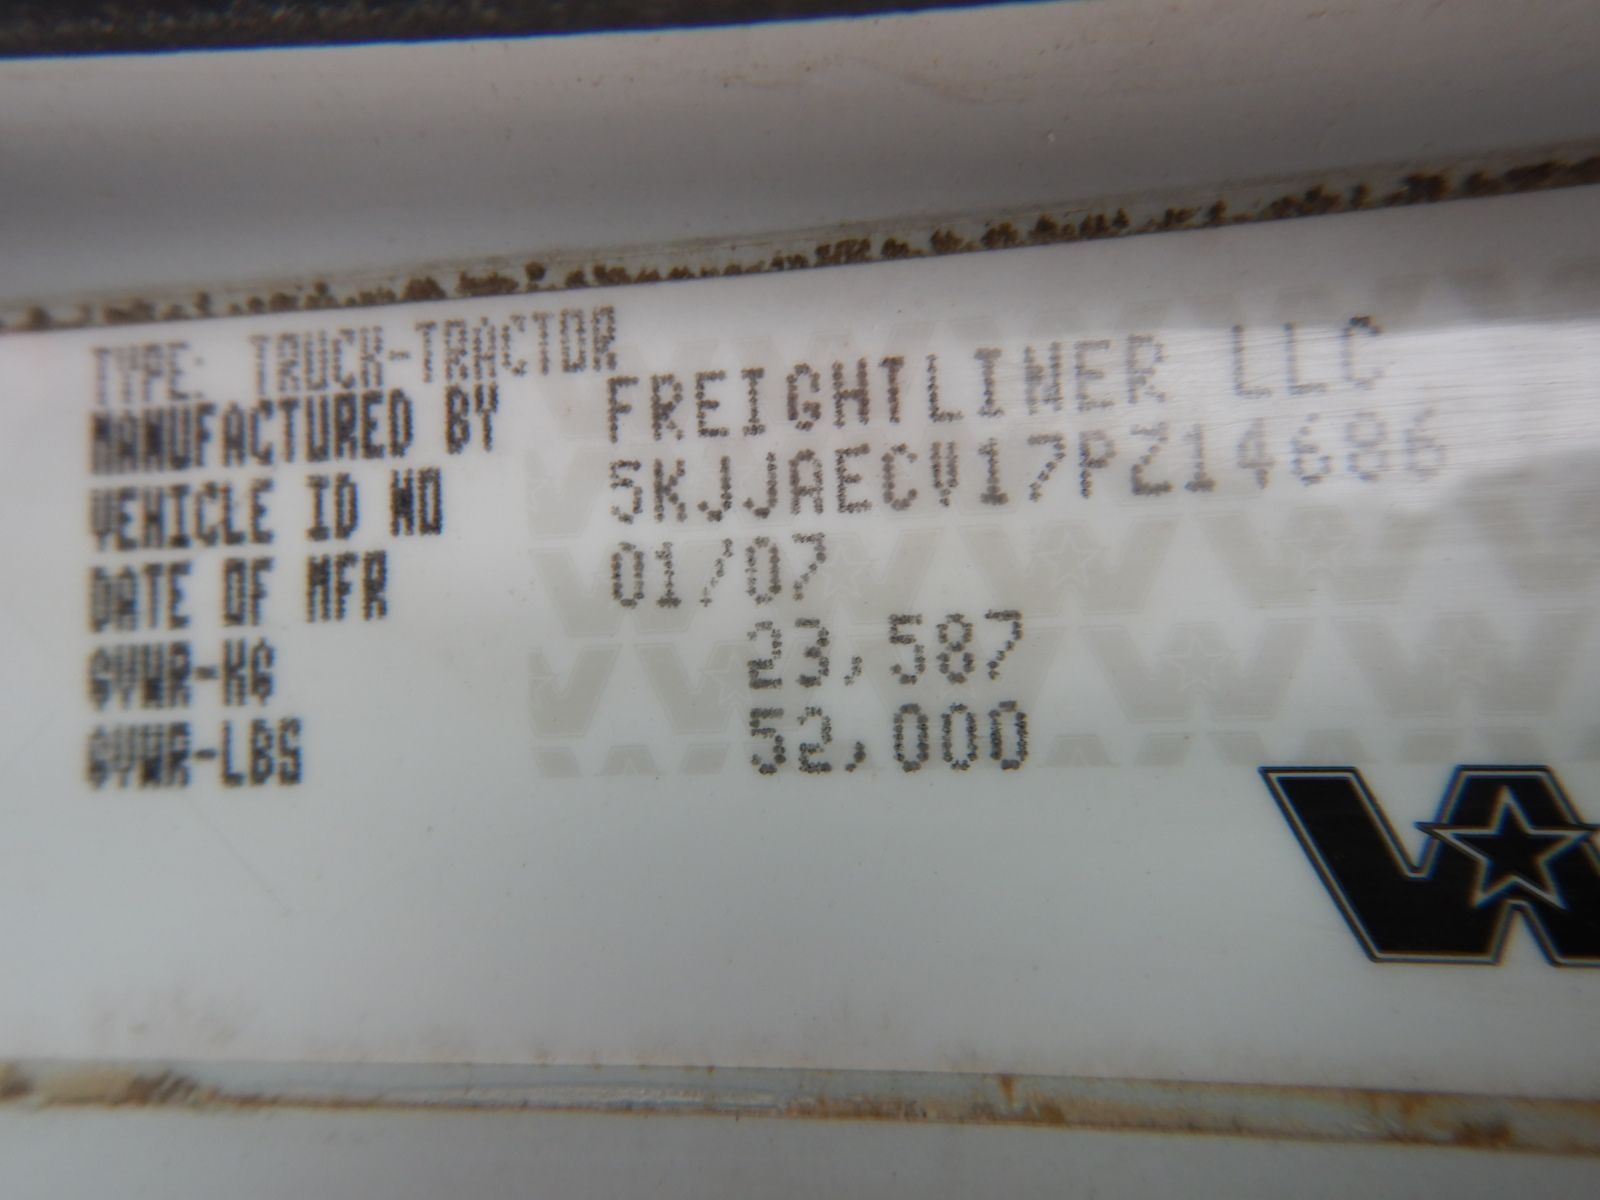 TYPE: TRUCK-TRACTOR
MANUFACTURED BY FREIGHTLINER LLC
VEHICLE ID NO 5KJJAECV17PZ14686
DATE OF MFR 01/07
GVWR-KG 23,587
GVWR-LBS 52,000